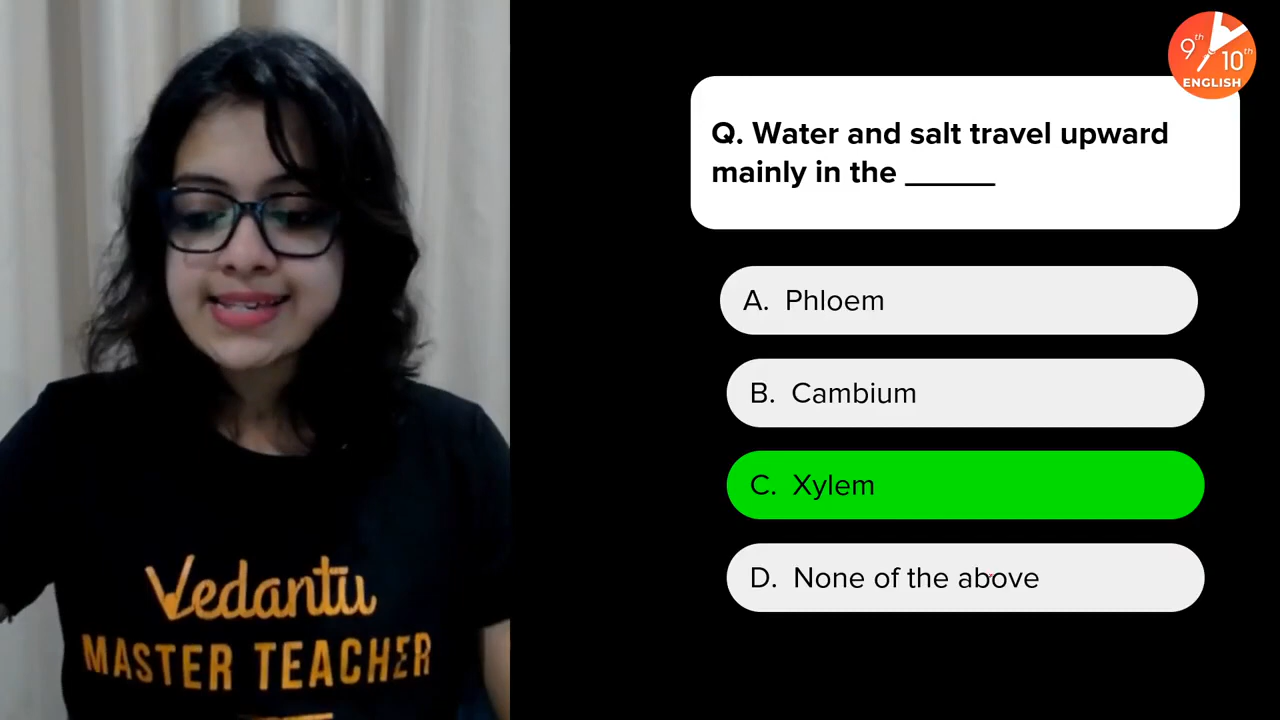 9th 10th
ENGLISH
Q. Water and salt travel upward
mainly in the ______
A. Phloem
B. Cambium
C. Xylem
D. None of the above
Vedantu
MASTER TEACHER